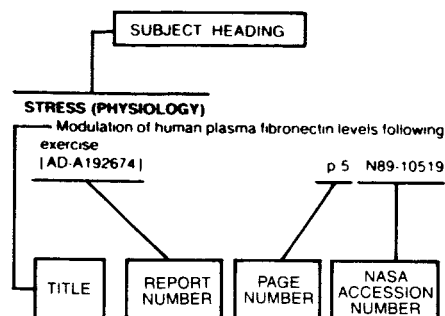 SUBJECT HEADING
STRESS (PHYSIOLOGY)
Modulation of human plasma fibronectin levels following
exercise
[AD-A192674] p 5 N89-10519
TITLE REPORT NUMBER PAGE NUMBER NASA ACCESSION NUMBER